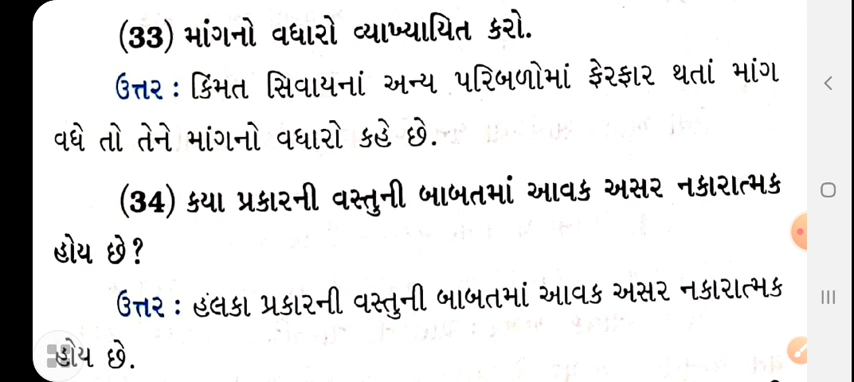 (33) માંગનો વધારો વ્યાખ્યાયિત કરો.
ઉત્તર : કિંમત સિવાયનાં અન્ય પરિબળોમાં ફેરફાર થતાં માંગ
વધે તો તેને માંગનો વધારો કહે છે.
(34) કયા પ્રકારની વસ્તુની બાબતમાં આવક અસર નકારાત્મક
હોય છે?
ઉત્તર : હલકા પ્રકારની વસ્તુની બાબતમાં આવક અસર નકારાત્મક
હોય છે.